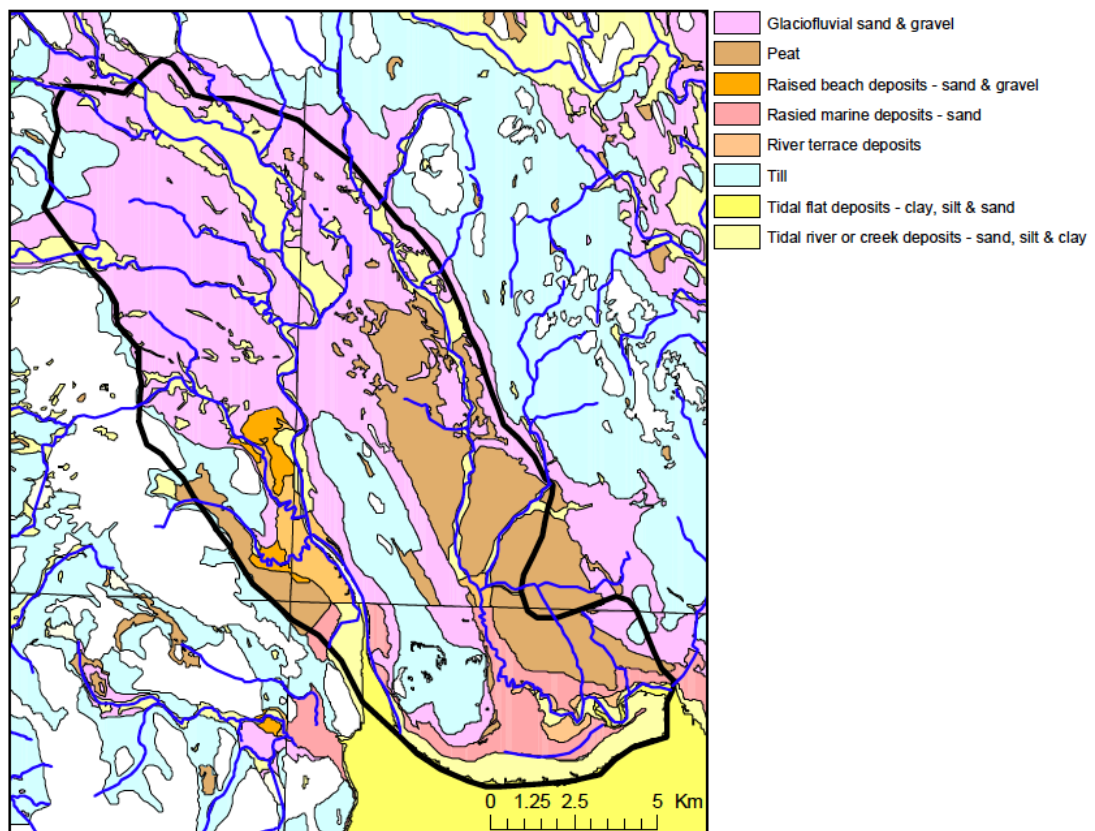 Glaciofluvial sand & gravel
Peat
Raised beach deposits - sand & gravel
Rasied marine deposits - sand
River terrace deposits
Till
Tidal flat deposits - clay, silt & sand
Tidal river or creek deposits - sand, silt & clay
0 1.25 2.5 5 Km